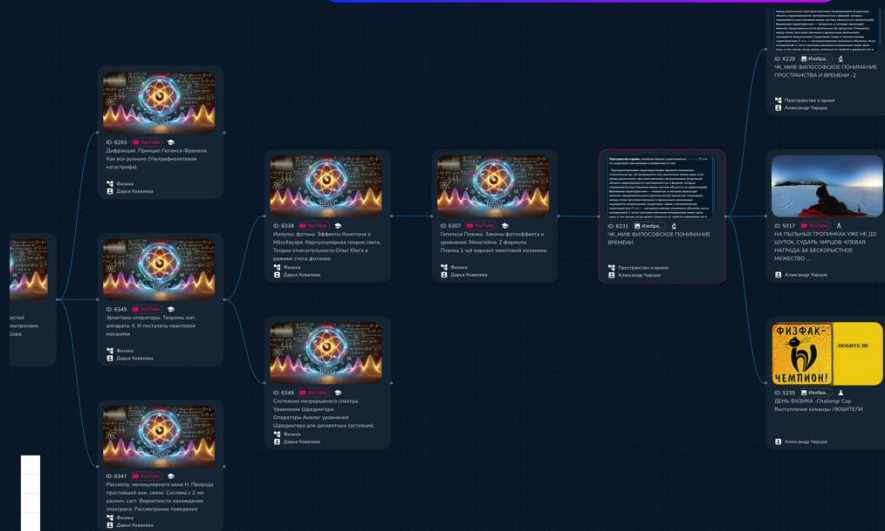 ID: 6293 YouTube
Дифракция. Принцип Гюгенса-Френеля.
Как все рухнуло (Ультрафиолетовая
катастрофа).
Физика
Дарья Ковалева
ID: 6345 YouTube
Эрмитовы операторы. Теоремы мат.
аппарата. II, III постулаты квантовой
механики
Физика
Дарья Ковалева
ID: 6347 YouTube
Рассмотр. молекулярного иона H. Природа
простейшей хим. связи. Система с 2-мя
различ. сост. Вероятности нахождения
электрона. Рассмотрение поведения
Физика
Дарья Ковалева
ID: 6338 YouTube
Импульс фотона. Эффекты Комптона и
Мёссбауэра. Корпускулярная теория света.
Теория относительности.Опыт Юнга в
режиме счета фотонов.
Физика
Дарья Ковалева
ID: 6349 YouTube
Состояние непрерывного спектра.
Уравнение Шредингера.
Операторы.Аналог уравнения
Шредингера для дискретных состояний.
Физика
Дарья Ковалева
ID: 6307 YouTube
Гипотеза Планка. Законы фотоэффекта и
уравнение Эйнштейна. 2 формулы
Планка.1-ый вариант квантовой механики.
Физика
Дарья Ковалева
ID: 6231 Изобра...
ЧК_МИФ ФИЛОСОФСКОЕ ПОНИМАНИЕ
ВРЕМЕНИ
Пространство и время
Александр Чирцов
ID: 6229 Изобра...
ЧК_МИФ ФИЛОСОФСКОЕ ПОНИМАНИЕ
ПРОСТРАНСТВА И ВРЕМЕНИ -2
Пространство и время
Александр Чирцов
ID: 5017 YouTube
НА ПЫЛЬНЫХ ТРОПИНКАХ УЖЕ НЕ ДО
ШУТОК, СУДАРЬ ЧИРЦОВ: КЛЕВАЯ
НАГРАДА ЗА БЕСКОРЫСТНОЕ
МУЖЕСТВО ...
Александр Чирцов
ФИЗФАК-
ЧЕМПИОН!
ЛЮБИТЕЛИ
ID: 5235 Изобра...
ДЕНЬ ФИЗИКА -Challenge Cup
Выступления команды ЛЮБИТЕЛИ
Александр Чирцов